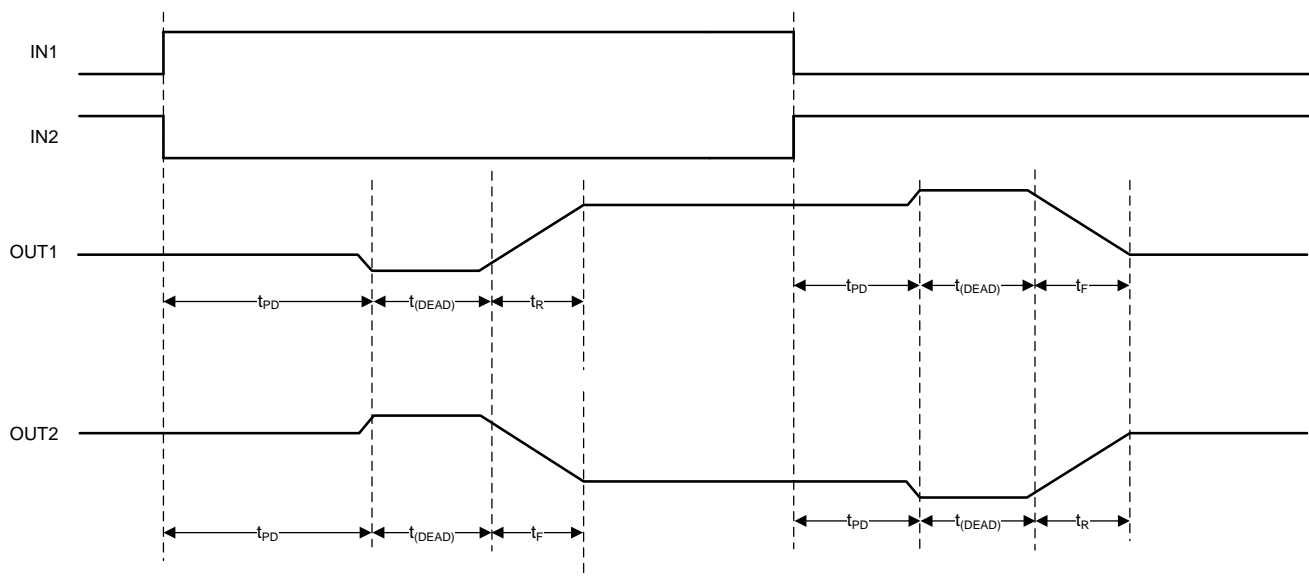 IN1
IN2
OUT1
tPD t(DEAD) tR tPD t(DEAD) tF
OUT2
tPD t(DEAD) tF tPD t(DEAD) tR